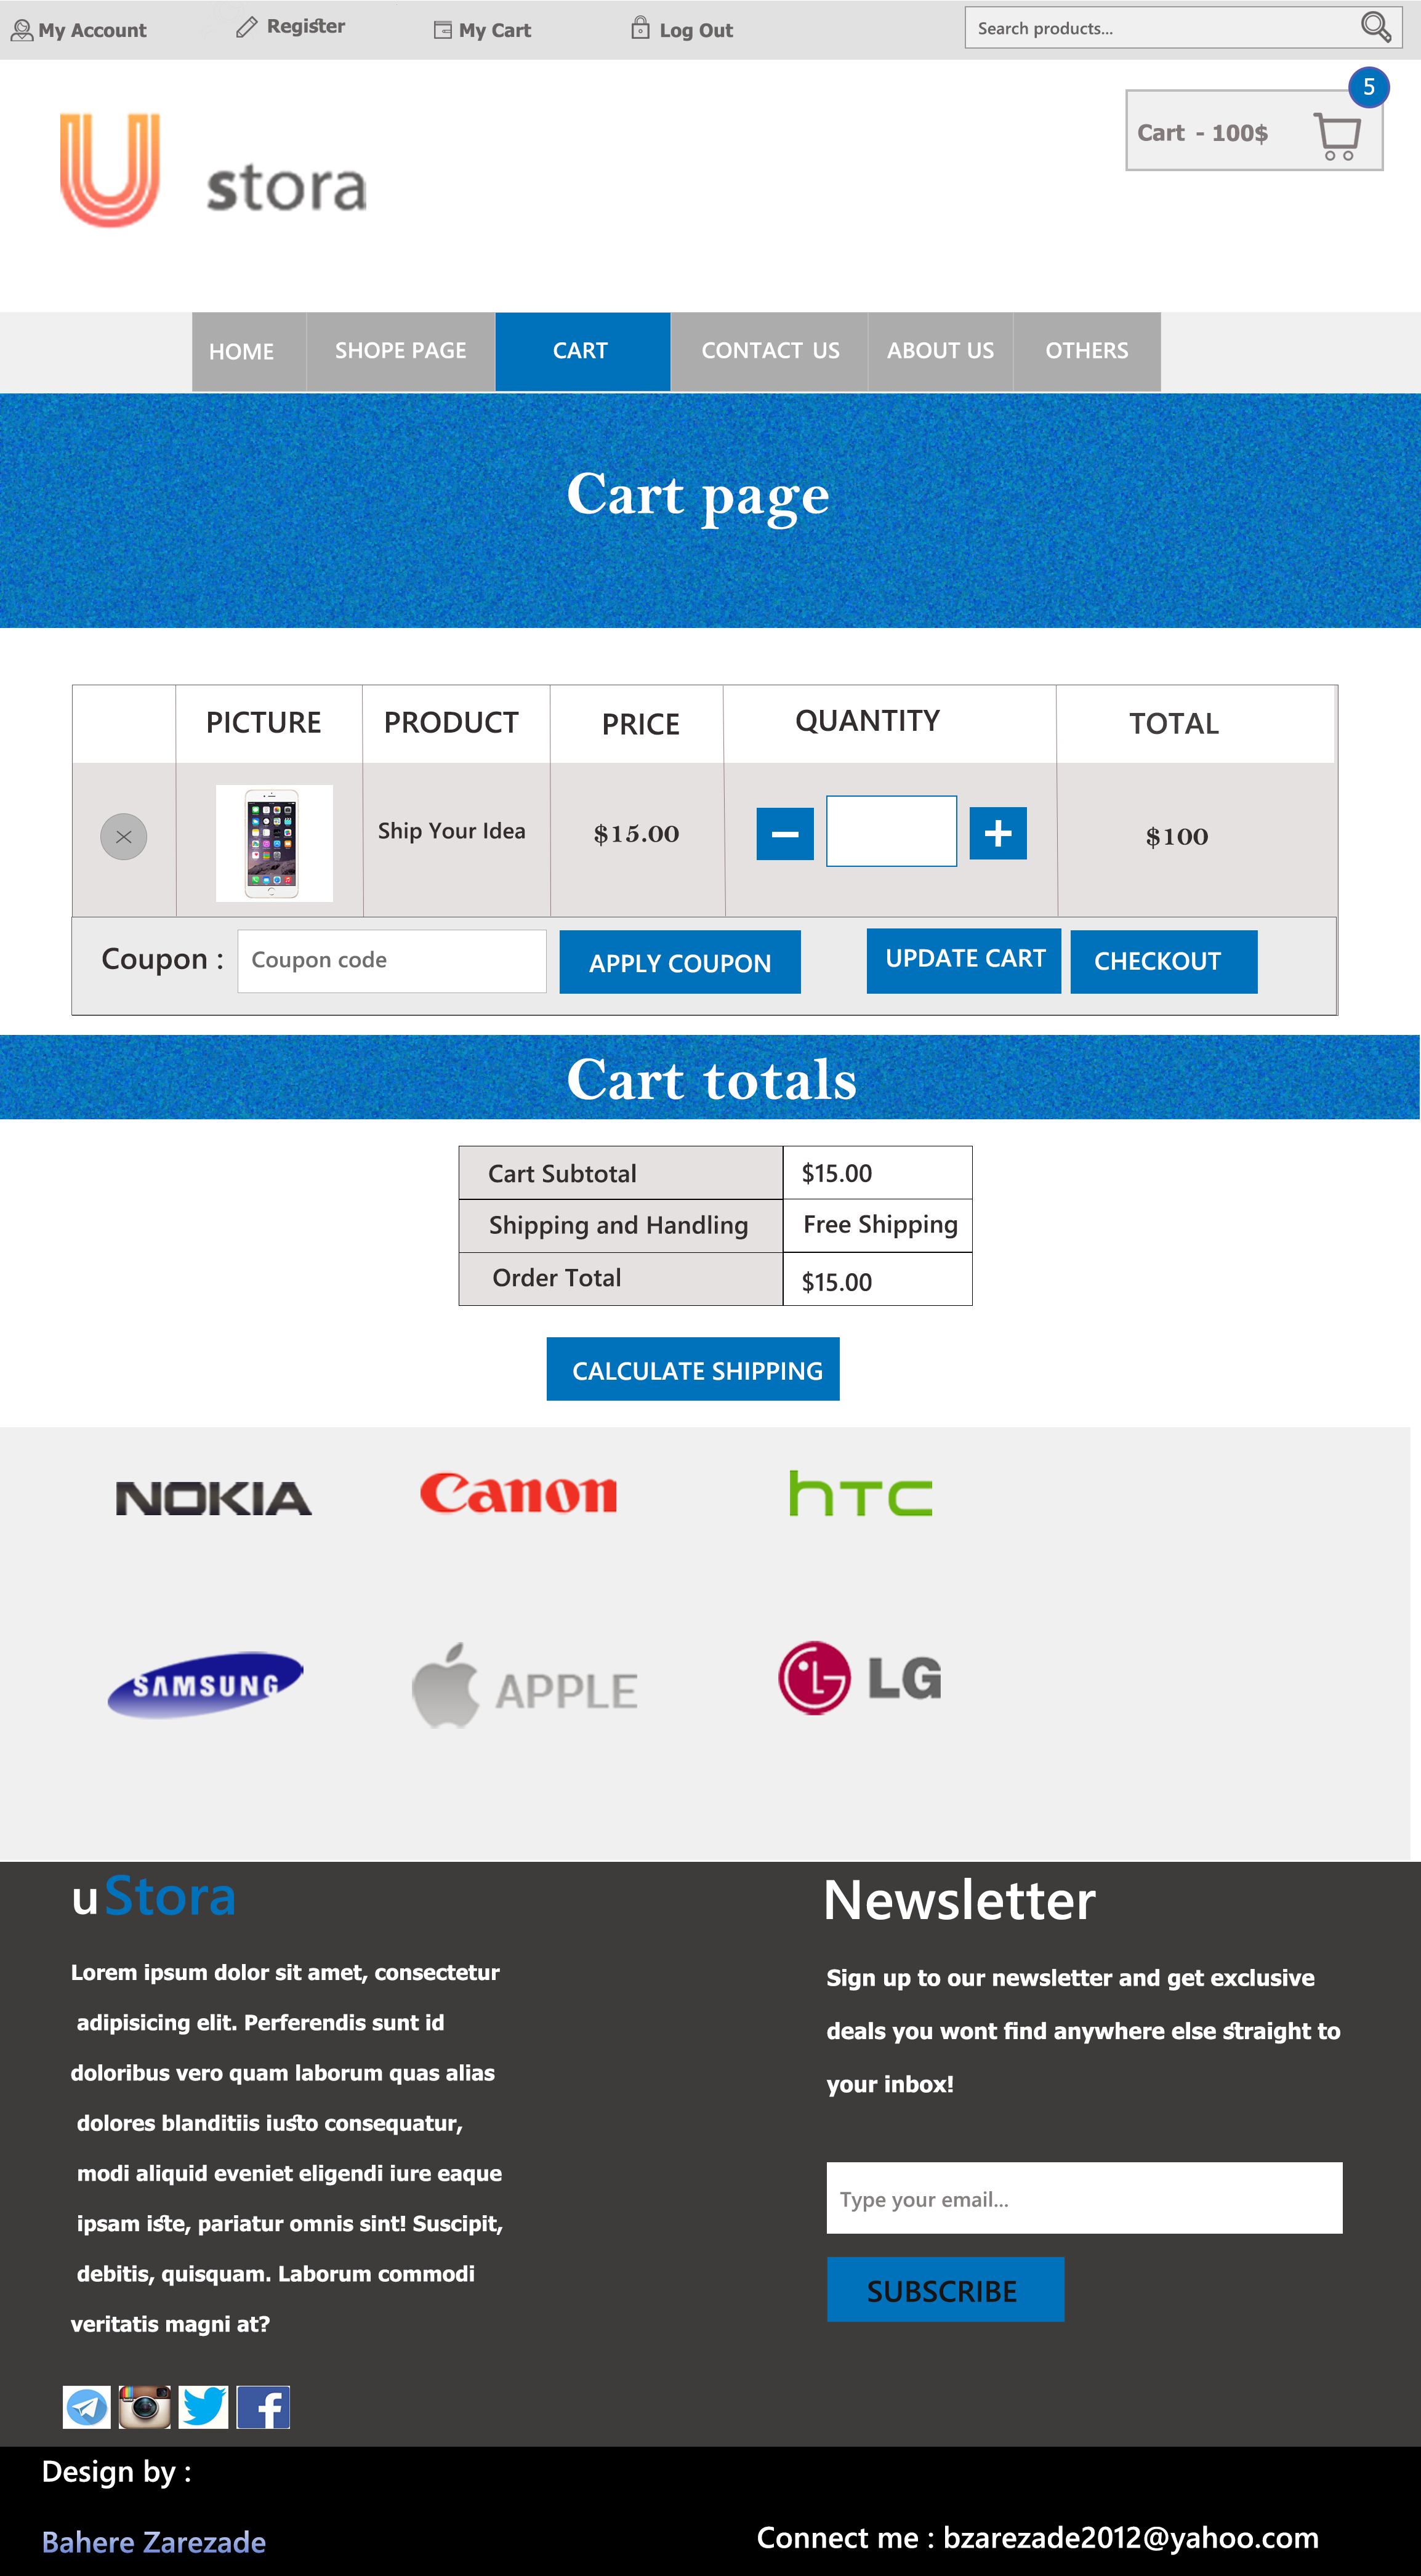 My Account Register My Cart Log Out Search products...
5
Cart - 100$
U stora
HOME SHOPE PAGE CART CONTACT US ABOUT US OTHERS
Cart page
PICTURE PRODUCT PRICE QUANTITY TOTAL
Ship Your Idea $15.00 $100
Coupon : Coupon code APPLY COUPON UPDATE CART CHECKOUT
Cart totals
Cart Subtotal $15.00
Shipping and Handling Free Shipping
Order Total $15.00
CALCULATE SHIPPING
NOKIA Canon hTC
SAMSUNG APPLE LG
uStora
Lorem ipsum dolor sit amet, consectetur
adipisicing elit. Perferendis sunt id
doloribus vero quam laborum quas alias
dolores blanditiis iusto consequatur,
modi aliquid eveniet eligendi iure eaque
ipsam iste, pariatur omnis sint! Suscipit,
debitis, quisquam. Laborum commodi
veritatis magni at?
Newsletter
Sign up to our newsletter and get exclusive
deals you wont find anywhere else straight to
your inbox!
Type your email...
SUBSCRIBE
Design by :
Bahere Zarezade
Connect me : bzarezade2012@yahoo.com